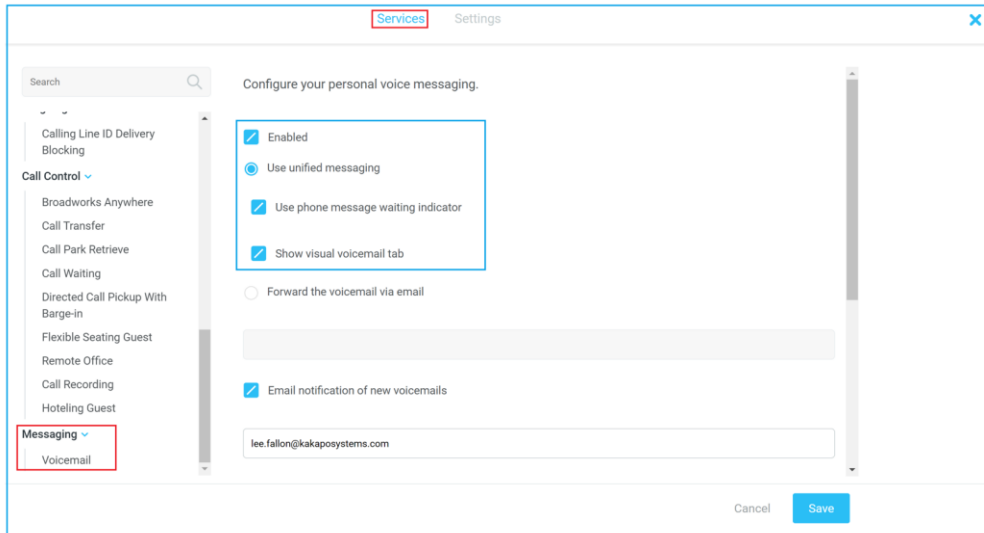 Services Settings
Search
Configure your personal voice messaging.
Calling Line ID Delivery
Blocking
Call Control
Broadworks Anywhere
Call Transfer
Call Park Retrieve
Call Waiting
Directed Call Pickup With
Barge-in
Flexible Seating Guest
Remote Office
Call Recording
Hoteling Guest
Messaging
Voicemail
Enabled
Use unified messaging
Use phone message waiting indicator
Show visual voicemail tab
Forward the voicemail via email
Email notification of new voicemails
lee.fallon@kakaposystems.com
Cancel Save